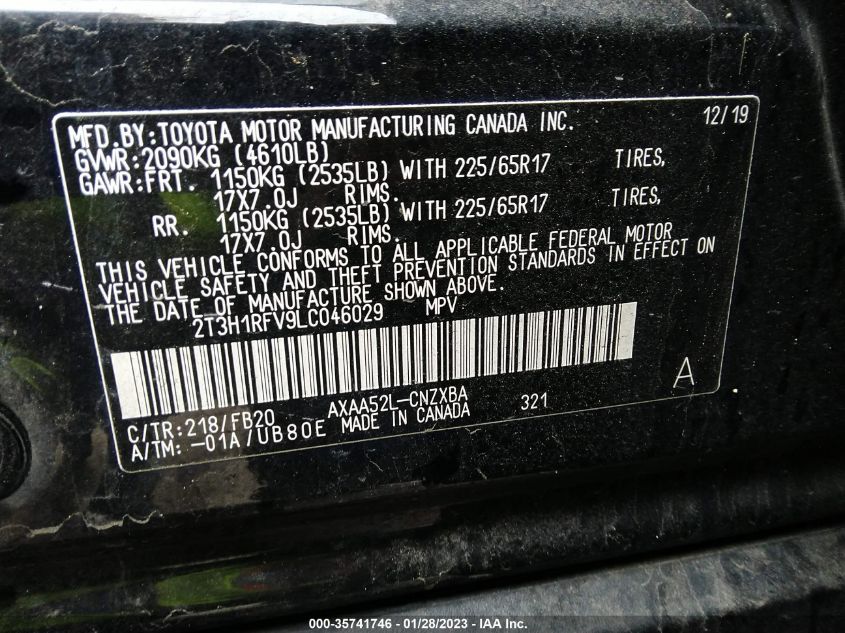 MFD.BY:TOYOTA MOTOR MANUFACTURING CANADA INC. 12/19
GVWR:2090KG (4610LB)
GAWR:FRT. 1150KG (2535LB) WITH 225/65R17 TIRES,
17X7.0J RIMS.
RR. 1150KG (2535LB) WITH 225/65R17 TIRES,
17X7.0J RIMS.
THIS VEHICLE CONFORMS TO ALL APPLICABLE FEDERAL MOTOR
VEHICLE SAFETY AND THEFT PREVENTION STANDARDS IN EFFECT ON
THE DATE OF MANUFACTURE SHOWN ABOVE.
2T3H1RFV9LC046029 MPV
A
C/TR:218/FB20 AXAA52L-CNZXBA 321
A/TM:-01A/UB80E MADE IN CANADA
000-35741746 - 01/28/2023 - IAA Inc.